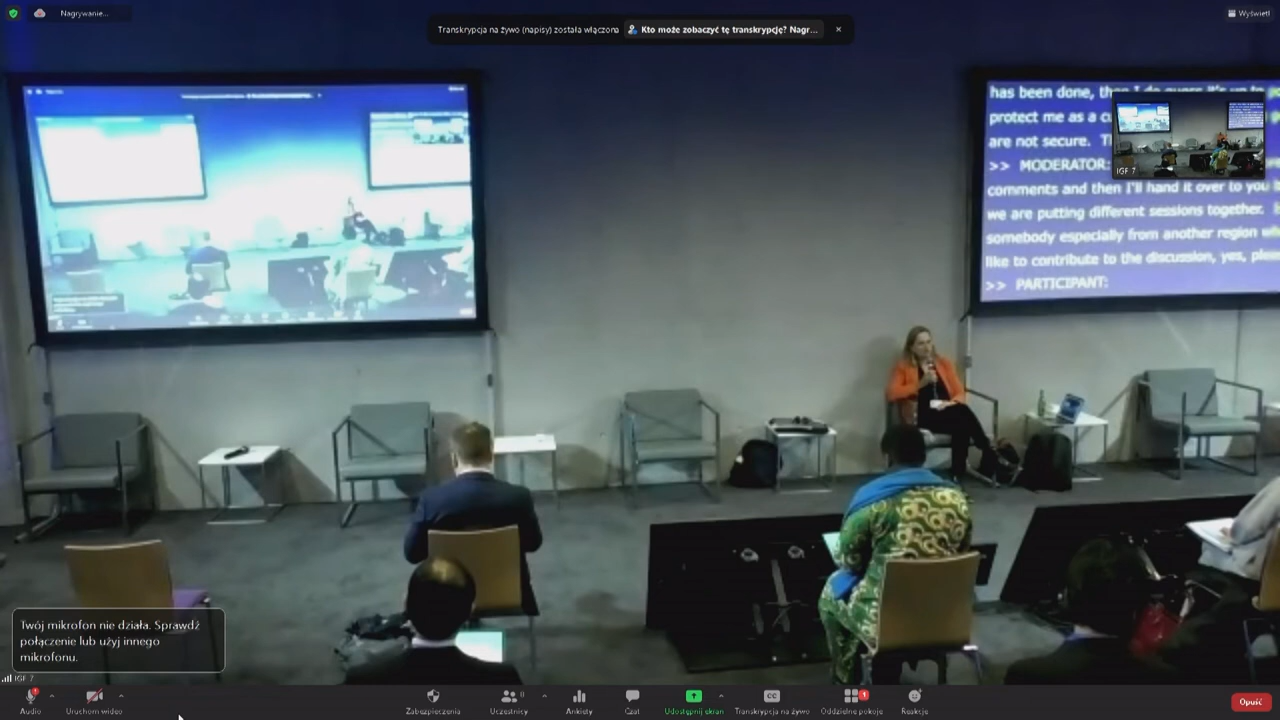 Nagrywanie...
Transkrypcja na żywo (napisy) została włączona
Kto może zobaczyć tę transkrypcję? Nagr...
Wyświetl
has been done, then I do guess it's up to
protect me as a
are not secure.
>> MODERATOR:
comments and then I'll hand it over to you
we are putting different sessions together.
somebody especially from another region
like to contribute to the discussion, yes,
>> PARTICIPANT:
IGF 7
Twój mikrofon nie działa. Sprawdź
połączenie lub użyj innego
mikrofonu.
IGF 7
Audio
Uruchom wideo
Zabezpieczenia
Uczestnicy
Ankiety
Czat
Udostępnij ekran
CC
Transkrypcja na żywo
1
Oddzielne pokoje
Reakcje
Opuść